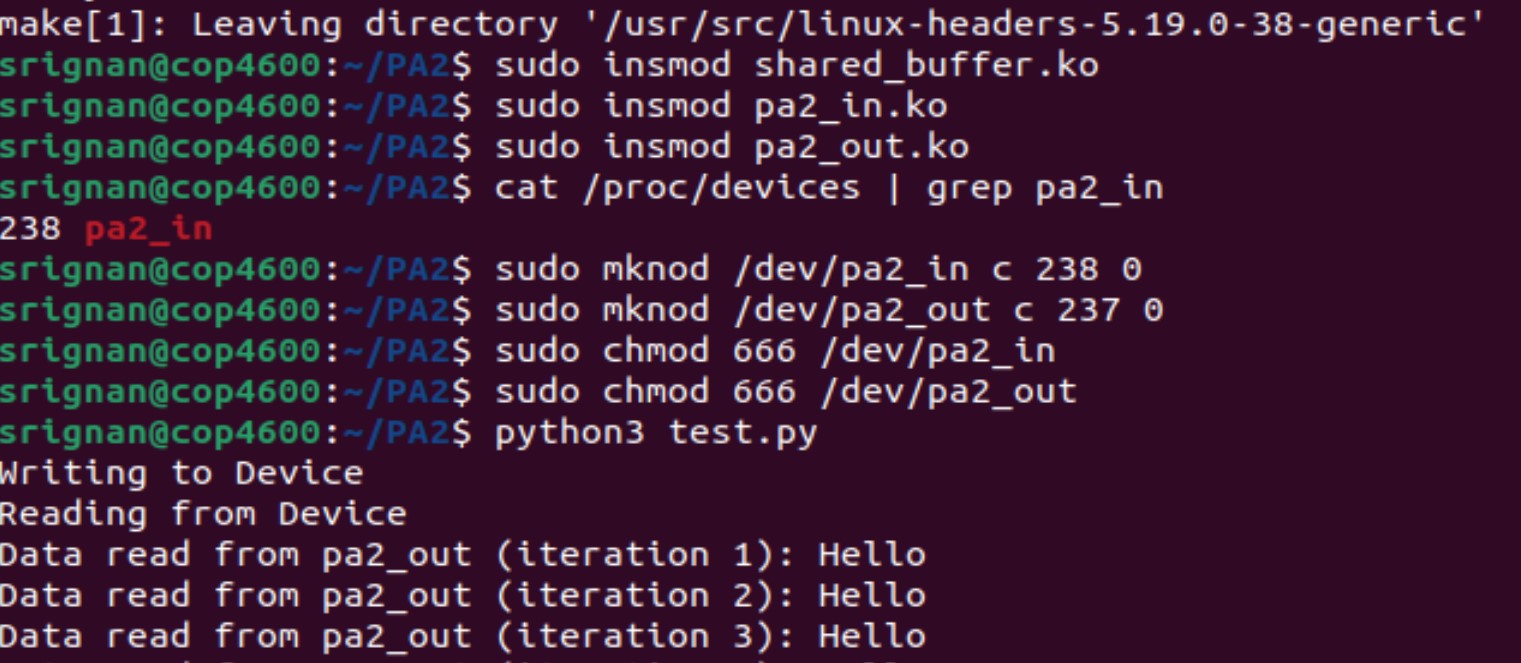 make[1]: Leaving directory '/usr/src/linux-headers-5.19.0-38-generic'
srignan@cop4600:~/PA2$ sudo insmod shared_buffer.ko
srignan@cop4600:~/PA2$ sudo insmod pa2_in.ko
srignan@cop4600:~/PA2$ sudo insmod pa2_out.ko
srignan@cop4600:~/PA2$ cat /proc/devices | grep pa2_in
238 pa2_in
srignan@cop4600:~/PA2$ sudo mknod /dev/pa2_in c 238 0
srignan@cop4600:~/PA2$ sudo mknod /dev/pa2_out c 237 0
srignan@cop4600:~/PA2$ sudo chmod 666 /dev/pa2_in
srignan@cop4600:~/PA2$ sudo chmod 666 /dev/pa2_out
srignan@cop4600:~/PA2$ python3 test.py
Writing to Device
Reading from Device
Data read from pa2_out (iteration 1): Hello
Data read from pa2_out (iteration 2): Hello
Data read from pa2_out (iteration 3): Hello